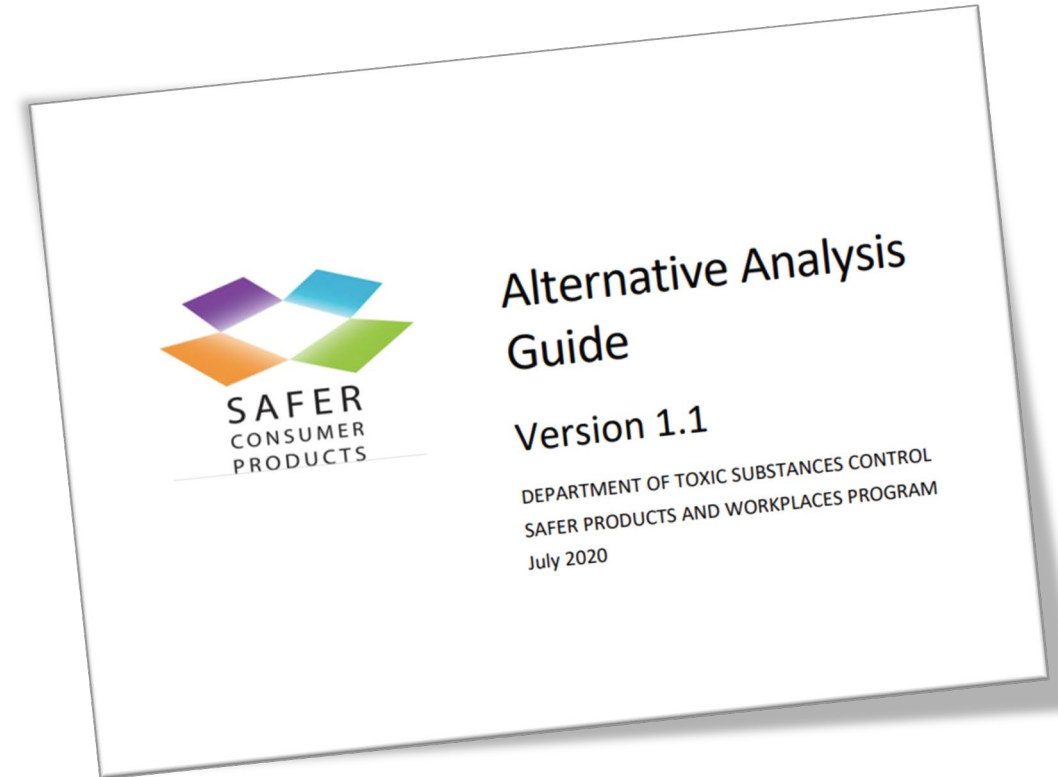 SAFER
CONSUMER
PRODUCTS
Alternative Analysis
Guide
Version 1.1
DEPARTMENT OF TOXIC SUBSTANCES CONTROL
SAFER PRODUCTS AND WORKPLACES PROGRAM
July 2020